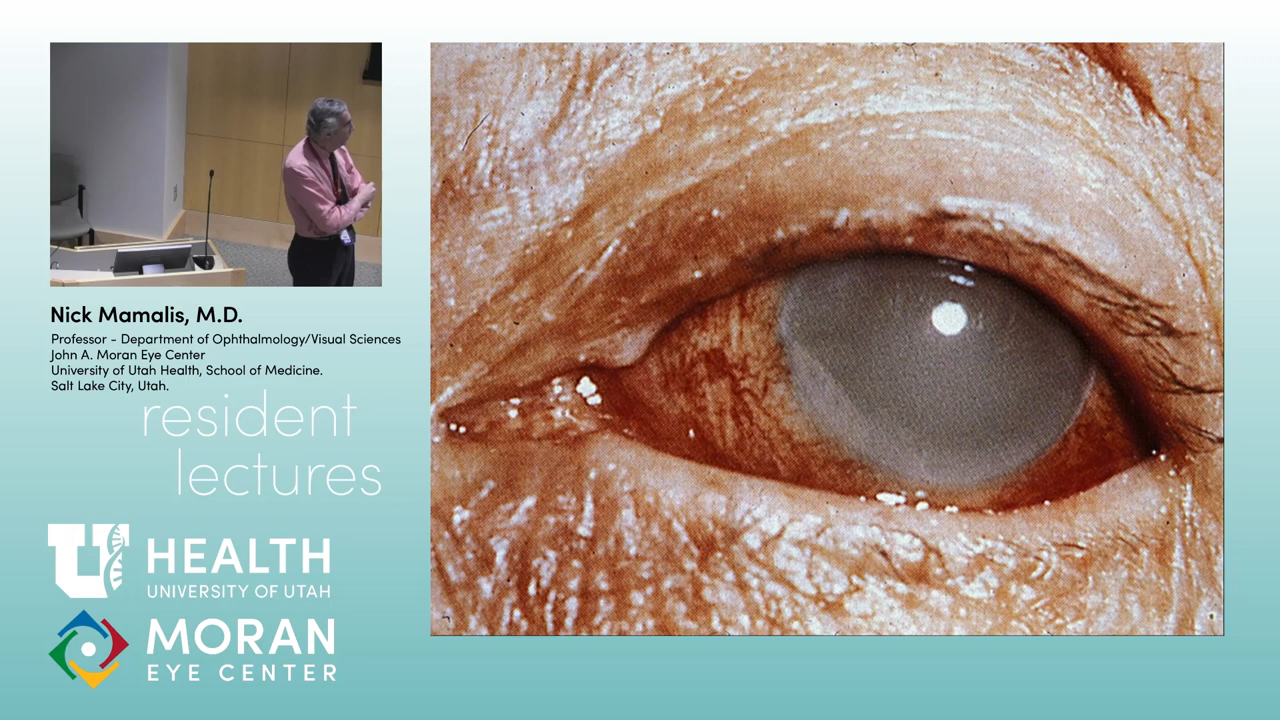 Nick Mamalis, M.D.
Professor - Department of Ophthalmology/Visual Sciences
John A. Moran Eye Center
University of Utah Health, School of Medicine.
Salt Lake City, Utah.
resident
lectures
U HEALTH
UNIVERSITY OF UTAH
MORAN
EYE CENTER